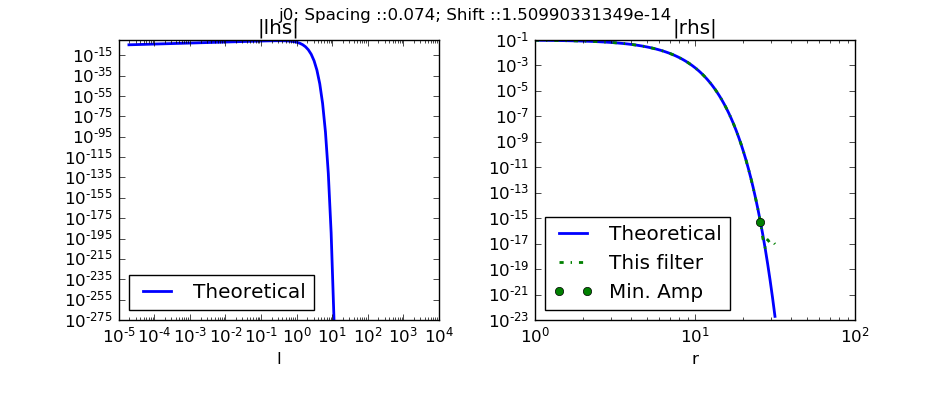 j0; Spacing ::0.074; Shift ::1.50990331349e-14
|lhs|
10^-15
10^-35
10^-55
10^-75
10^-95
10^-115
10^-135
10^-155
10^-175
10^-195
10^-215
10^-235
10^-255
10^-275
Theoretical
10^-5 10^-4 10^-3 10^-2 10^-1 10^0 10^1 10^2 10^3 10^4
l
|rhs|
10^-1
10^-3
10^-5
10^-7
10^-9
10^-11
10^-13
10^-15
10^-17
10^-19
10^-21
10^-23
Theoretical
This filter
Min. Amp
10^0 10^1 10^2
r